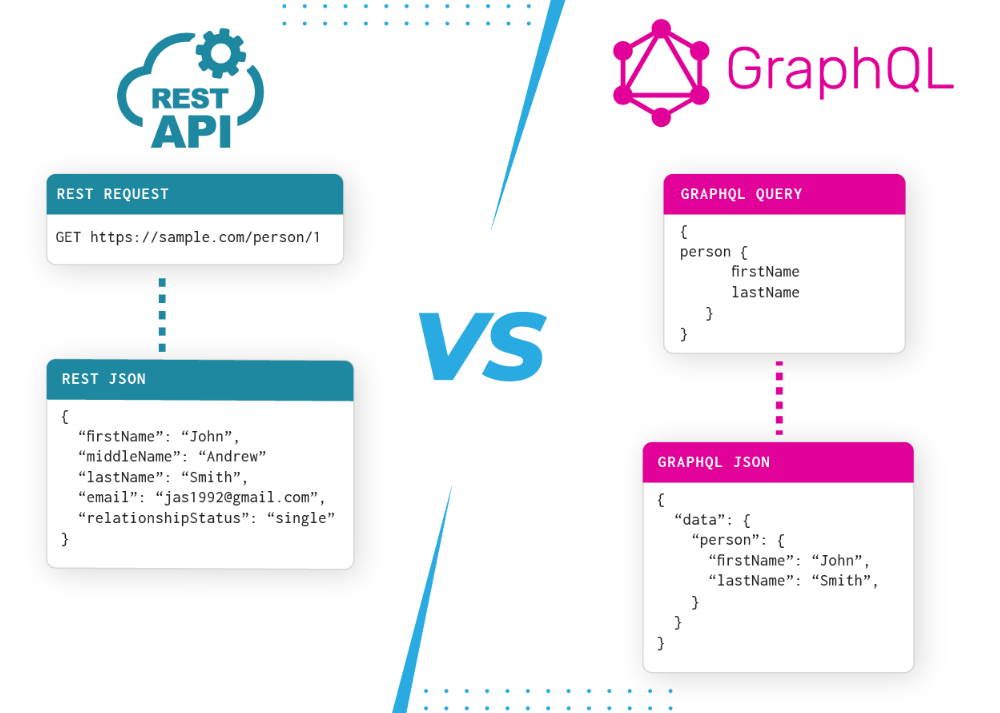 REST
API
REST REQUEST
GET https://sample.com/person/1
REST JSON
{
  “firstName”: “John”,
  “middleName”: “Andrew”
  “lastName”: “Smith”,
  “email”: “jas1992@gmail.com”,
  “relationshipStatus”: “single”
}
VS
GraphQL
GRAPHQL QUERY
{
person {
      firstName
      lastName
   }
}
GRAPHQL JSON
{
  “data”: {
    “person”: {
      “firstName”: “John”,
      “lastName”: “Smith”,
    }
  }
}